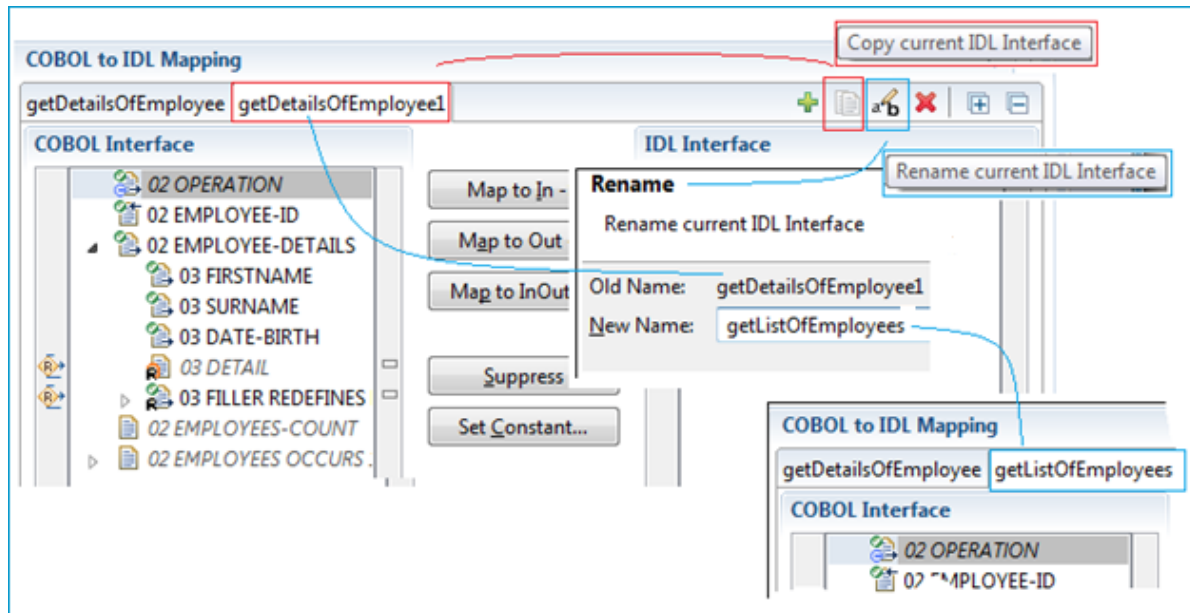 Copy current IDL Interface
COBOL to IDL Mapping
getDetailsOfEmployee getDetailsOfEmployee1
COBOL Interface
IDL Interface
Rename current IDL Interface
02 OPERATION
02 EMPLOYEE-ID
02 EMPLOYEE-DETAILS
03 FIRSTNAME
03 SURNAME
03 DATE-BIRTH
03 DETAIL
03 FILLER REDEFINES
02 EMPLOYEES-COUNT
02 EMPLOYEES OCCURS .
Map to In -
Map to Out
Map to InOut
Suppress
Set Constant...
Rename
Rename current IDL Interface
Old Name: getDetailsOfEmployee1
New Name: getListOfEmployees
COBOL to IDL Mapping
getDetailsOfEmployee getListOfEmployees
COBOL Interface
02 OPERATION
02 EMPLOYEE-ID